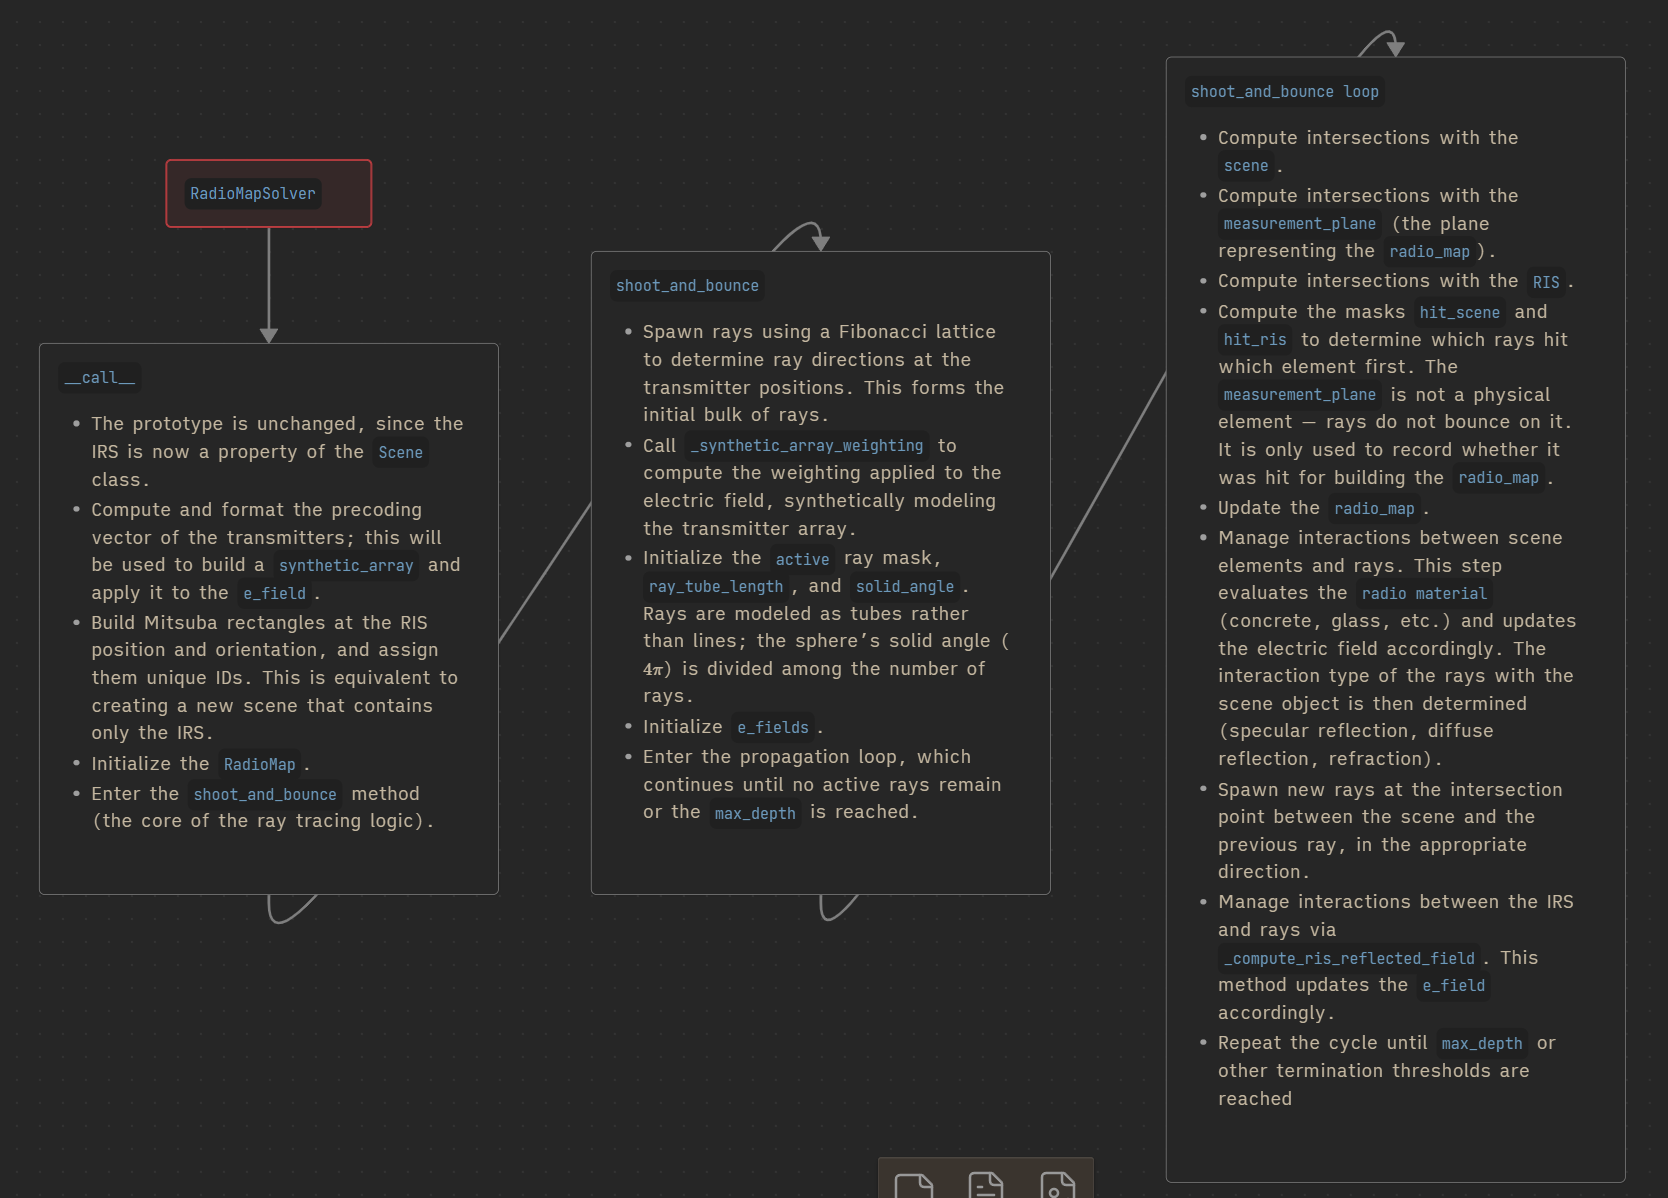 RadioMapSolver
__call__
• The prototype is unchanged, since the
IRS is now a property of the Scene
class.
• Compute and format the precoding
vector of the transmitters; this will
be used to build a synthetic_array and
apply it to the e_field.
• Build Mitsuba rectangles at the RIS
position and orientation, and assign
them unique IDs. This is equivalent to
creating a new scene that contains
only the IRS.
• Initialize the RadioMap.
• Enter the shoot_and_bounce method
(the core of the ray tracing logic).
shoot_and_bounce
• Spawn rays using a Fibonacci lattice
to determine ray directions at the
transmitter positions. This forms the
initial bulk of rays.
• Call _synthetic_array_weighting to
compute the weighting applied to the
electric field, synthetically modeling
the transmitter array.
• Initialize the active ray mask,
ray_tube_length, and solid_angle.
Rays are modeled as tubes rather
than lines; the sphere’s solid angle (
4π) is divided among the number of
rays.
• Initialize e_fields.
• Enter the propagation loop, which
continues until no active rays remain
or the max_depth is reached.
shoot_and_bounce loop
• Compute intersections with the
scene.
• Compute intersections with the
measurement_plane (the plane
representing the radio_map).
• Compute intersections with the RIS.
• Compute the masks hit_scene and
hit_ris to determine which rays hit
which element first. The
measurement_plane is not a physical
element — rays do not bounce on it.
It is only used to record whether it
was hit for building the radio_map.
• Update the radio_map.
• Manage interactions between scene
elements and rays. This step
evaluates the radio material
(concrete, glass, etc.) and updates
the electric field accordingly. The
interaction type of the rays with the
scene object is then determined
(specular reflection, diffuse
reflection, refraction).
• Spawn new rays at the intersection
point between the scene and the
previous ray, in the appropriate
direction.
• Manage interactions between the IRS
and rays via
_compute_ris_reflected_field. This
method updates the e_field
accordingly.
• Repeat the cycle until max_depth or
other termination thresholds are
reached